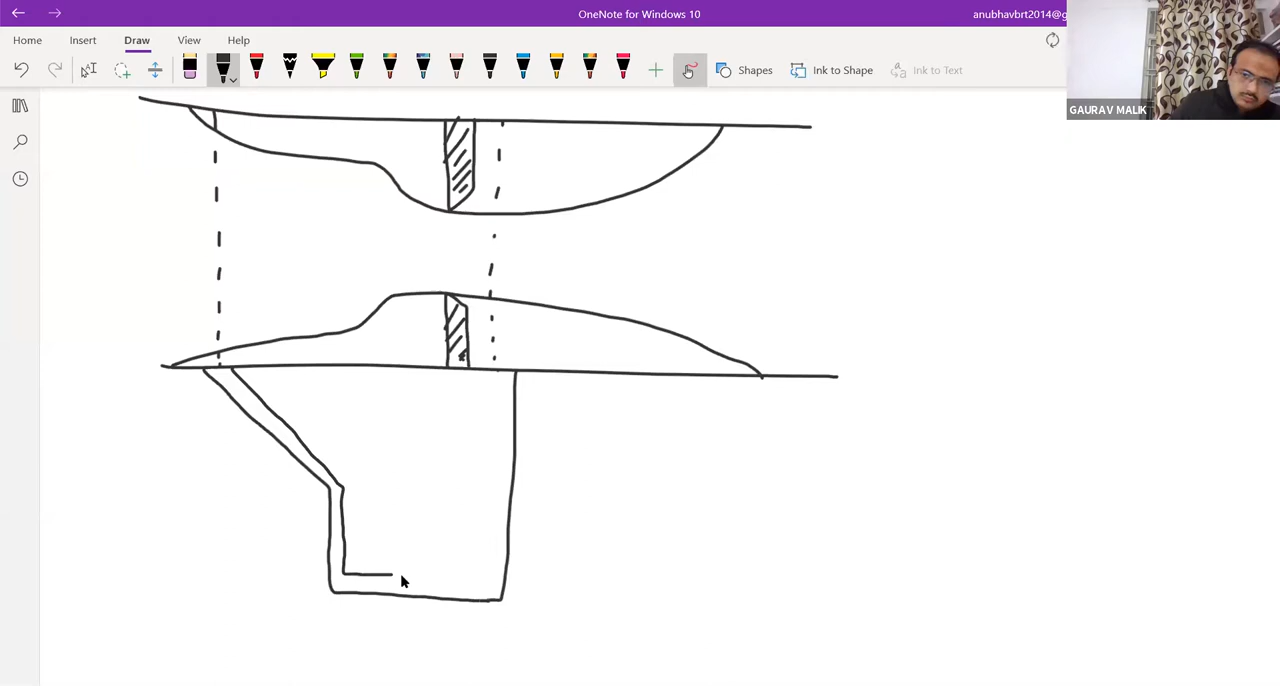 OneNote for Windows 10
anubhavbrt2014@g
Home Insert Draw View Help
Shapes Ink to Shape Ink to Text
GAURAV MALIK